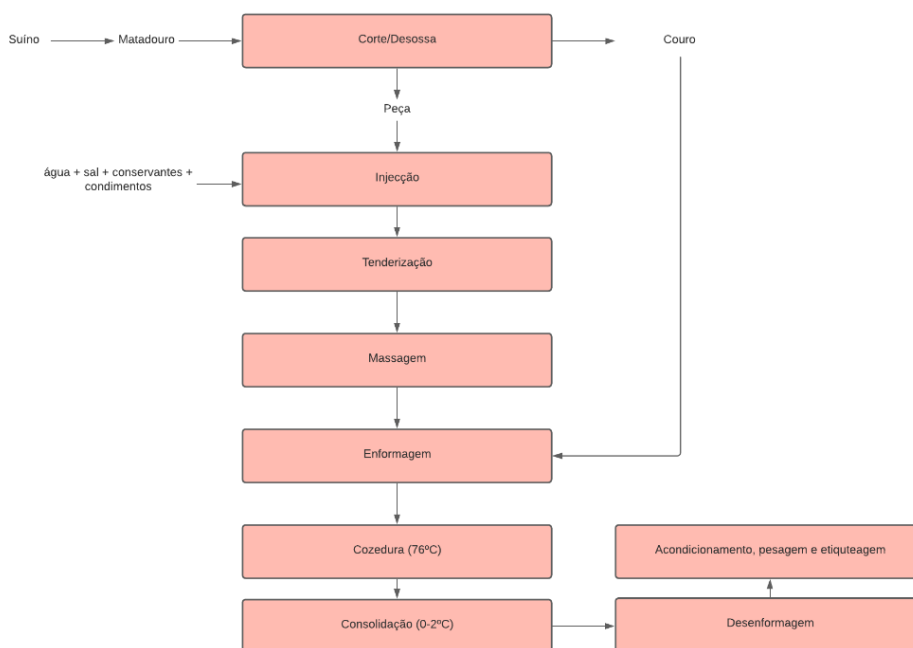 Suíno
Matadouro
Corte/Desossa
Couro
Peça
água + sal + conservantes +
condimentos
Injecção
Tenderização
Massagem
Enformagem
Cozedura (76ºC)
Acondicionamento, pesagem e etiquteagem
Consolidação (0-2ºC)
Desenformagem